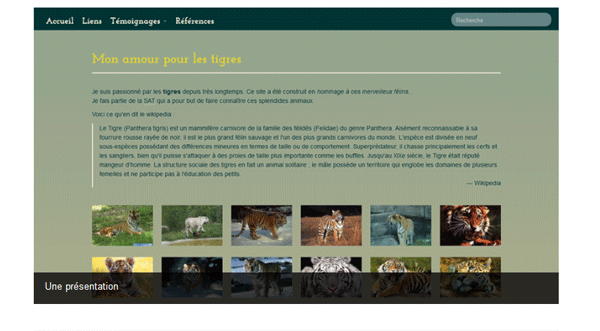 Accueil Liens Témoignages Références Recherche
Mon amour pour les tigres
Je suis passionné par les tigres depuis très longtemps. Ce site a été construit en hommage à ces merveilleux félins.
Je fais partie de la SAT qui a pour but de faire connaître ces splendides animaux.
Voici ce qu'en dit le wikipedia
Le Tigre (Panthera tigris) est un mammifère carnivore de la famille des félidés (Felidae) du genre Panthera. Aisément reconnaissable à sa
fourrure rousse rayée de noir, il est le plus grand félin sauvage et l'un des plus grands carnivores du monde. L'espèce est divisée en neuf
sous-espèces possédant des différences mineures en termes de taille ou de comportement. Superprédateur, il chasse principalement les cerfs et
les sangliers, bien qu'il puisse s'attaquer à des proies de taille plus importante comme les buffles. Jusqu'au XIXe siècle, le Tigre était réputé
mangeur d'homme. La structure sociale des tigres en fait un animal solitaire ; le mâle possède un territoire qui englobe les domaines de plusieurs
femelles et ne participe pas à l'éducation des petits.
— Wikipedia
Une présentation